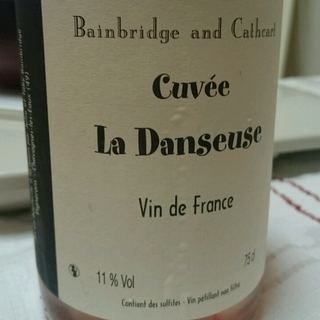 Bainbridge and Cathcart
Cuvée
La Danseuse
Vin de France
11 % Vol
75 cl
Contient des sulfites - Vin pétillant non filtré